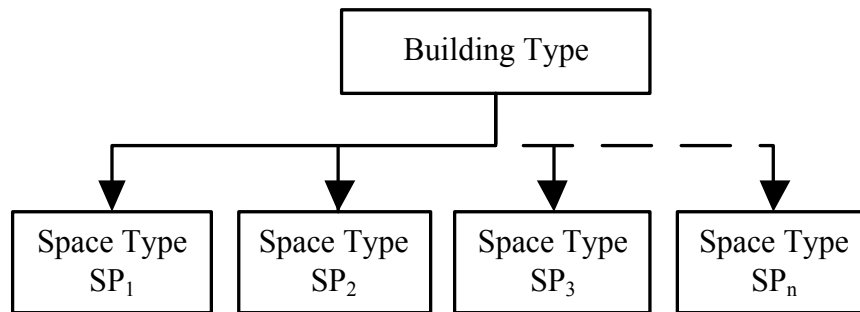 Building Type
Space Type
SP₁
Space Type
SP₂
Space Type
SP₃
Space Type
SPₙ